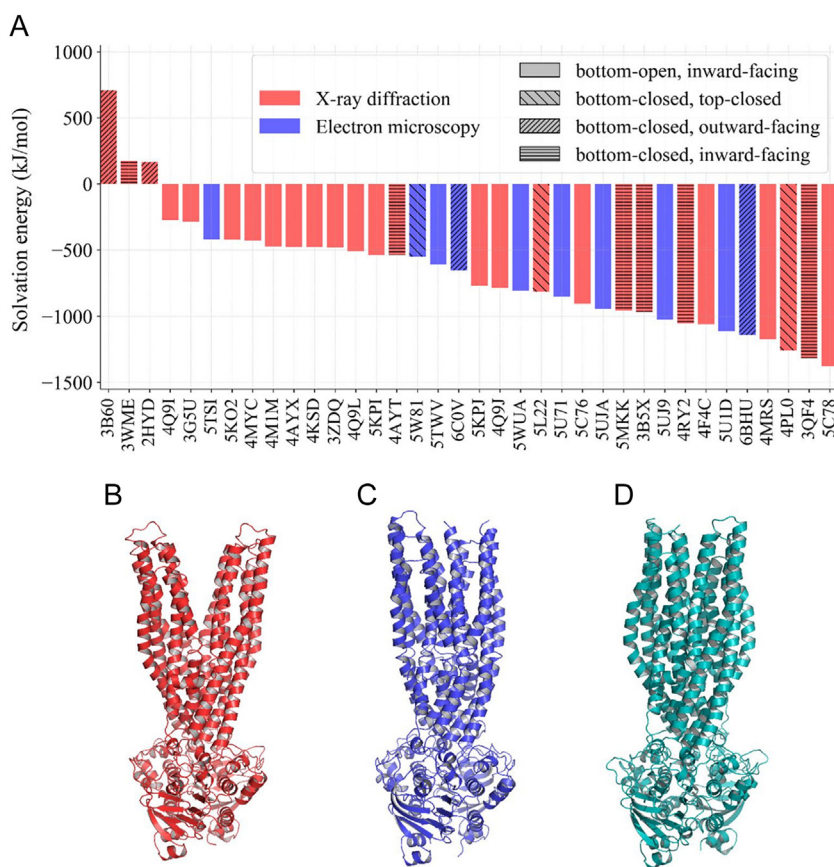 A
Solvation energy (kJ/mol)
1000
500
0
−500
−1000
−1500
X-ray diffraction
Electron microscopy
bottom-open, inward-facing
bottom-closed, top-closed
bottom-closed, outward-facing
bottom-closed, inward-facing
3B60
3WME
2HYD
4Q9I
3G5U
5TSI
5KO2
4MYC
4M1M
4AYX
4KSD
3ZDQ
4Q9L
5KPI
4AYT
5W81
5TWV
6C0V
5KPJ
4Q9J
5WUA
5L22
5U71
5C76
5UJA
5MKK
3B5X
5UJ9
4RY2
4F4C
5U1D
6BHU
4MRS
4PL0
3QF4
5C78
B
C
D